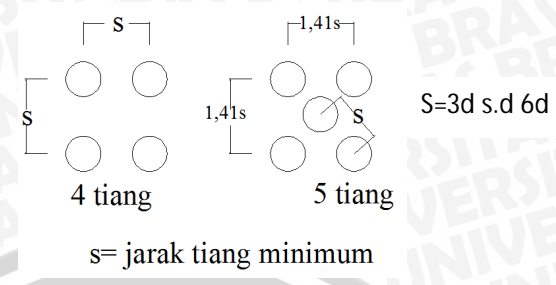 s
1,41s
s
1,41s
s
S=3d s.d 6d
4 tiang
5 tiang
s= jarak tiang minimum